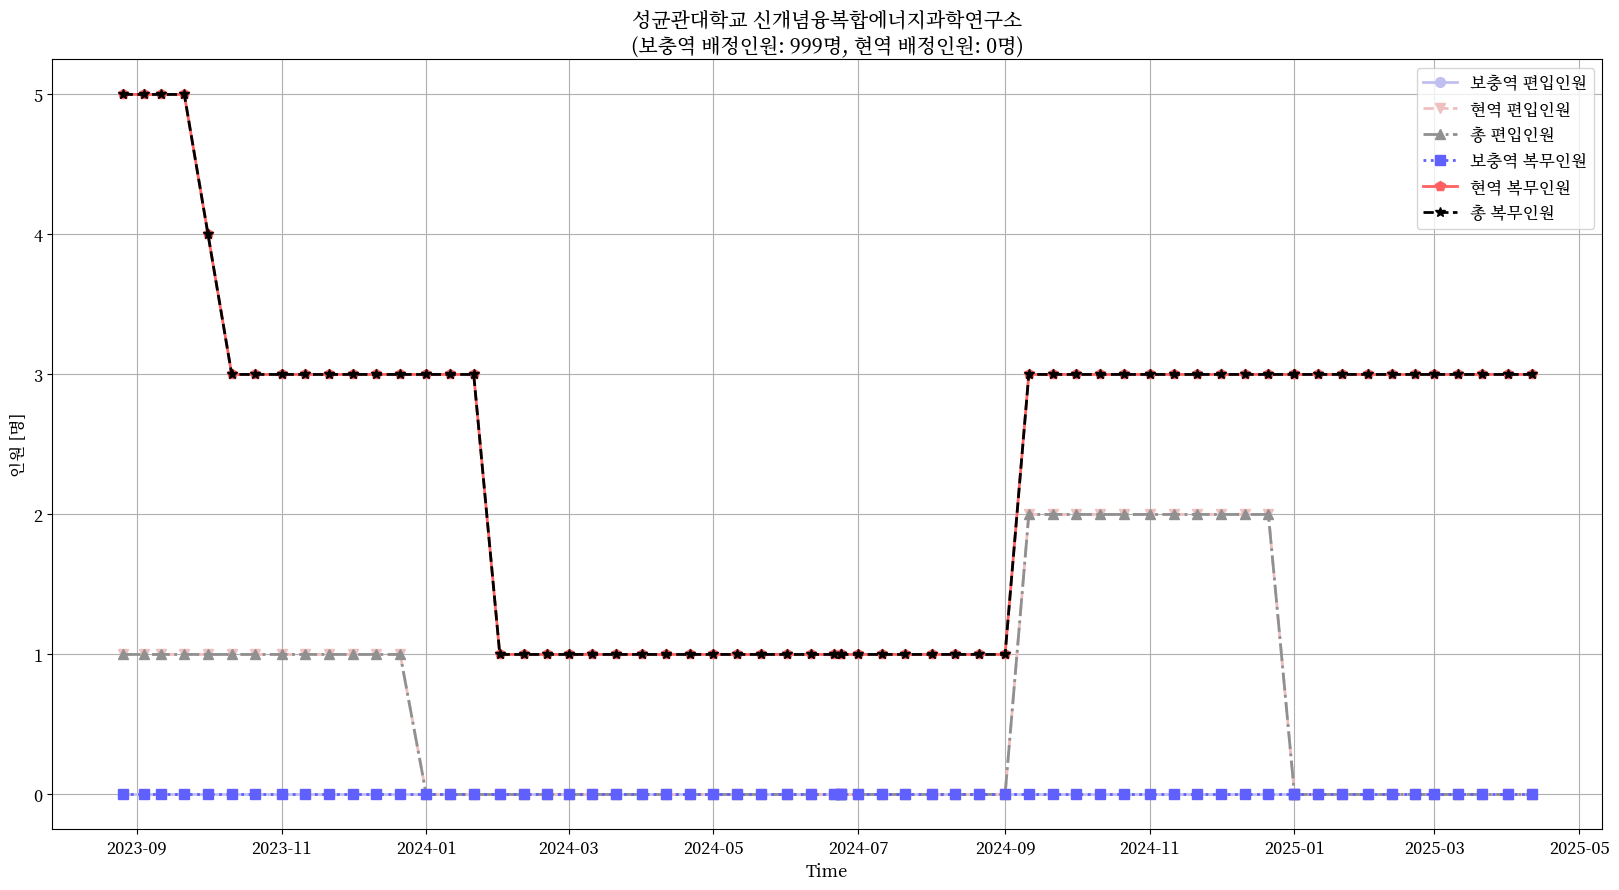 성균관대학교 신개념융복합에너지과학연구소
(보충역 배정인원: 999명, 현역 배정인원: 0명)
보충역 편입인원
현역 편입인원
총 편입인원
보충역 복무인원
현역 복무인원
총 복무인원
인원 [명]
5
4
3
2
1
0
2023-09
2023-11
2024-01
2024-03
2024-05
2024-07
2024-09
2024-11
2025-01
2025-03
2025-05
Time